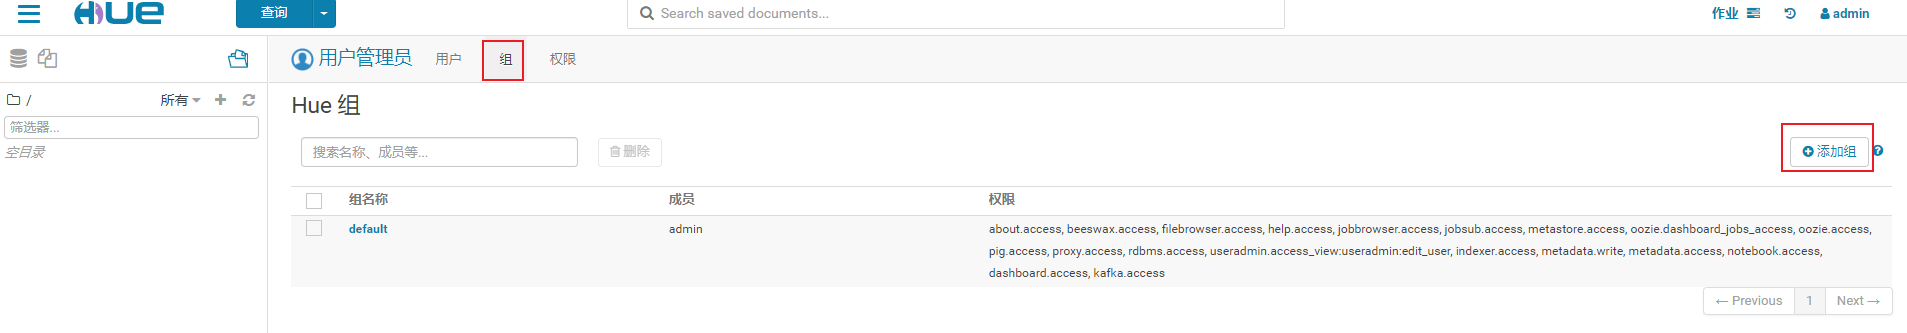 HUE
查询
Search saved documents...
作业
admin
用户管理员
用户
组
权限
/
所有
筛选器...
空目录
Hue 组
搜索名称、成员等...
删除
添加组
组名称
成员
权限
default
admin
about.access, beeswax.access, filebrowser.access, help.access, jobbrowser.access, jobsub.access, metastore.access, oozie.dashboard_jobs_access, oozie.access,
pig.access, proxy.access, rdbms.access, useradmin.access_view:useradmin:edit_user, indexer.access, metadata.write, metadata.access, notebook.access,
dashboard.access, kafka.access
← Previous
1
Next →